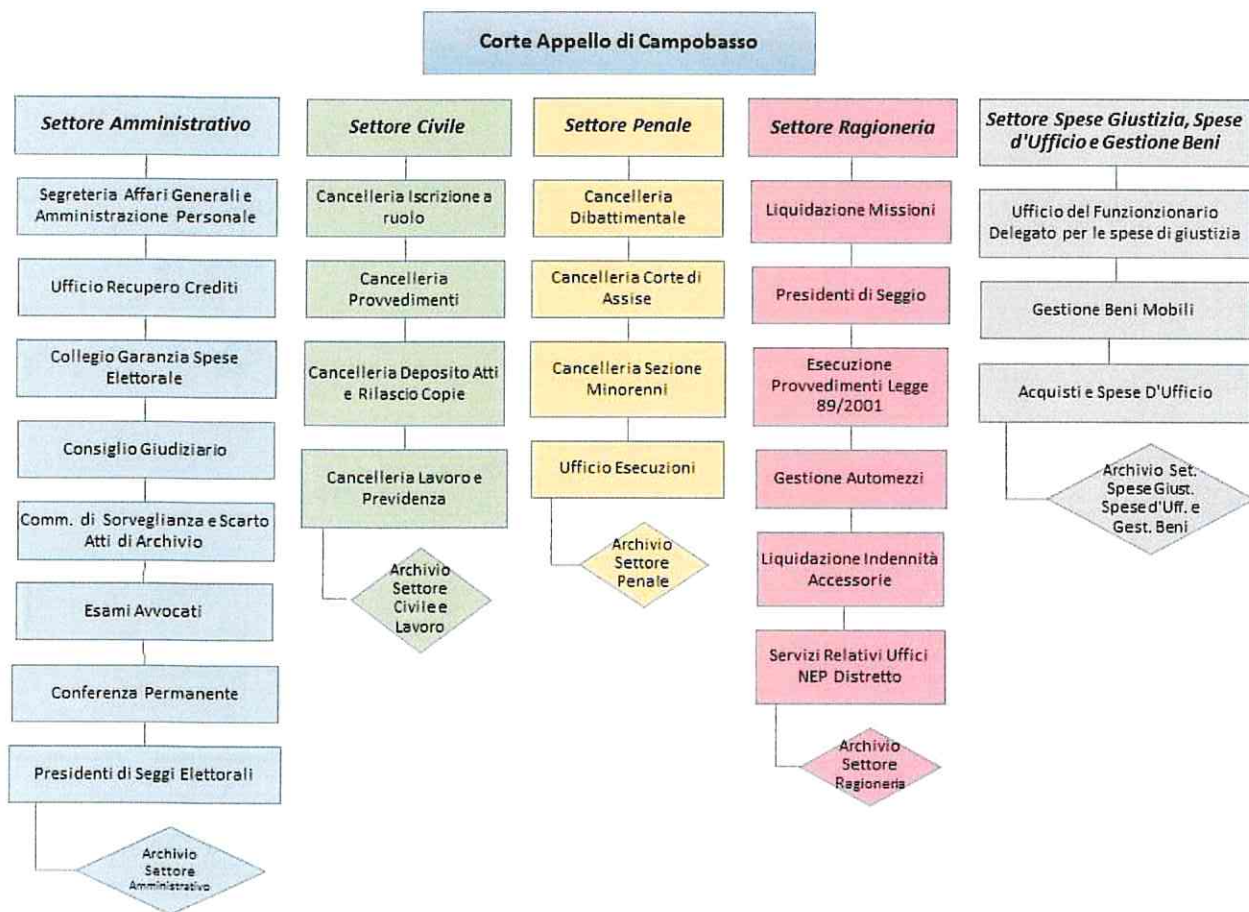 Corte Appello di Campobasso
Settore Amministrativo
Segreteria Affari Generali e
Amministrazione Personale
Ufficio Recupero Crediti
Collegio Garanzia Spese
Elettorale
Consiglio Giudiziario
Comm. di Sorveglianza e Scarto
Atti di Archivio
Esami Avvocati
Conferenza Permanente
Presidenti di Seggi Elettorali
Archivio
Settore
Amministrativo
Settore Civile
Cancelleria Iscrizione a
ruolo
Cancelleria
Provvedimenti
Cancelleria Deposito Atti
e Rilascio Copie
Cancelleria Lavoro e
Previdenza
Archivio
Settore
Civile e
Lavoro
Settore Penale
Cancelleria
Dibattimentale
Cancelleria Corte di
Assise
Cancelleria Sezione
Minorenni
Ufficio Esecuzioni
Archivio
Settore
Penale
Settore Ragioneria
Liquidazione Missioni
Presidenti di Seggio
Esecuzione
Provvedimenti Legge
89/2001
Gestione Automezzi
Liquidazione Indennità
Accessorie
Servizi Relativi Uffici
NEP Distretto
Archivio
Settore
Ragioneria
Settore Spese Giustizia, Spese
d'Ufficio e Gestione Beni
Ufficio del Funzionzionario
Delegato per le spese di giustizia
Gestione Beni Mobili
Acquisti e Spese D'Ufficio
Archivio Set.
Spese Giust.
Spese d'Uff. e
Gest. Beni